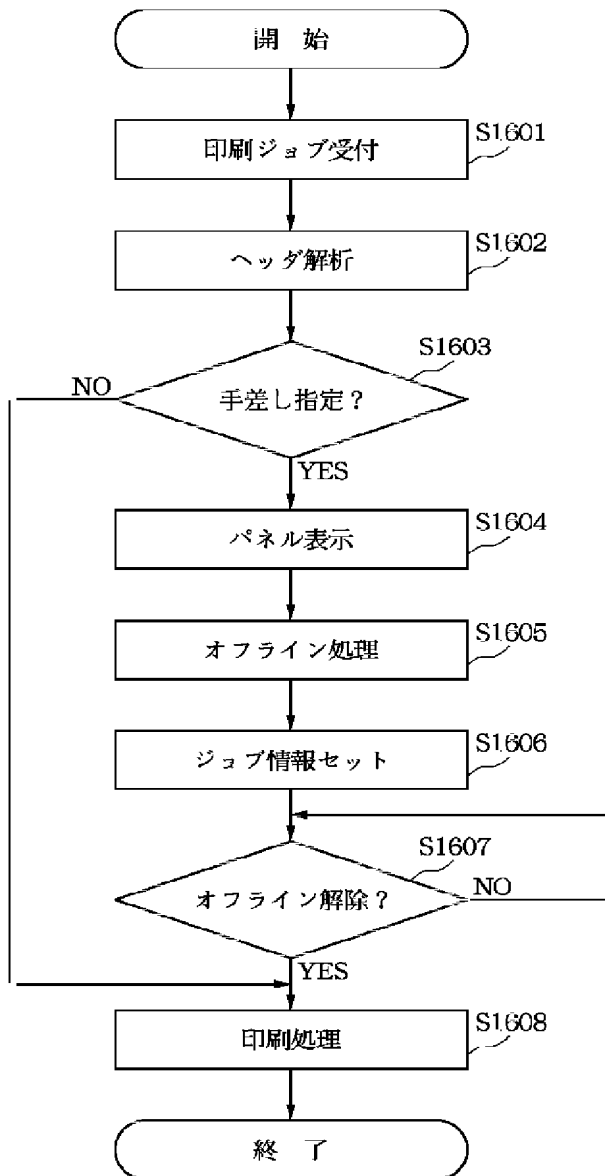 開 始
印刷ジョブ受付
S1601
ヘッダ解析
S1602
手差し指定?
S1603
NO
YES
パネル表示
S1604
オフライン処理
S1605
ジョブ情報セット
S1606
オフライン解除?
S1607
NO
YES
印刷処理
S1608
終 了